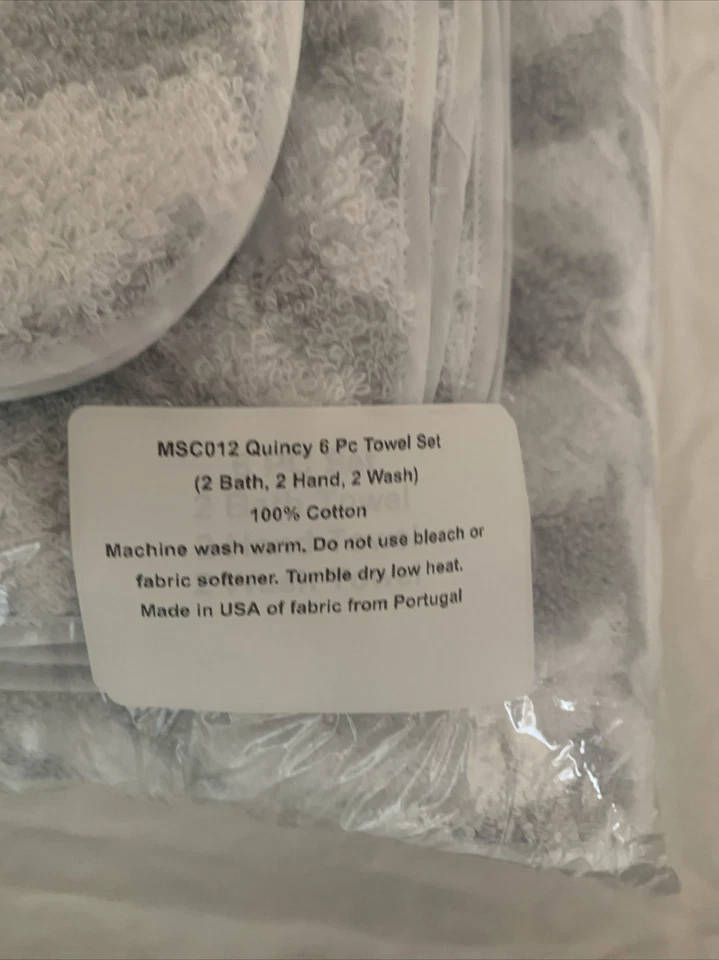 MSC012 Quincy 6 Pc Towel Set
(2 Bath, 2 Hand, 2 Wash)
100% Cotton
Machine wash warm. Do not use bleach or
fabric softener. Tumble dry low heat.
Made in USA of fabric from Portugal